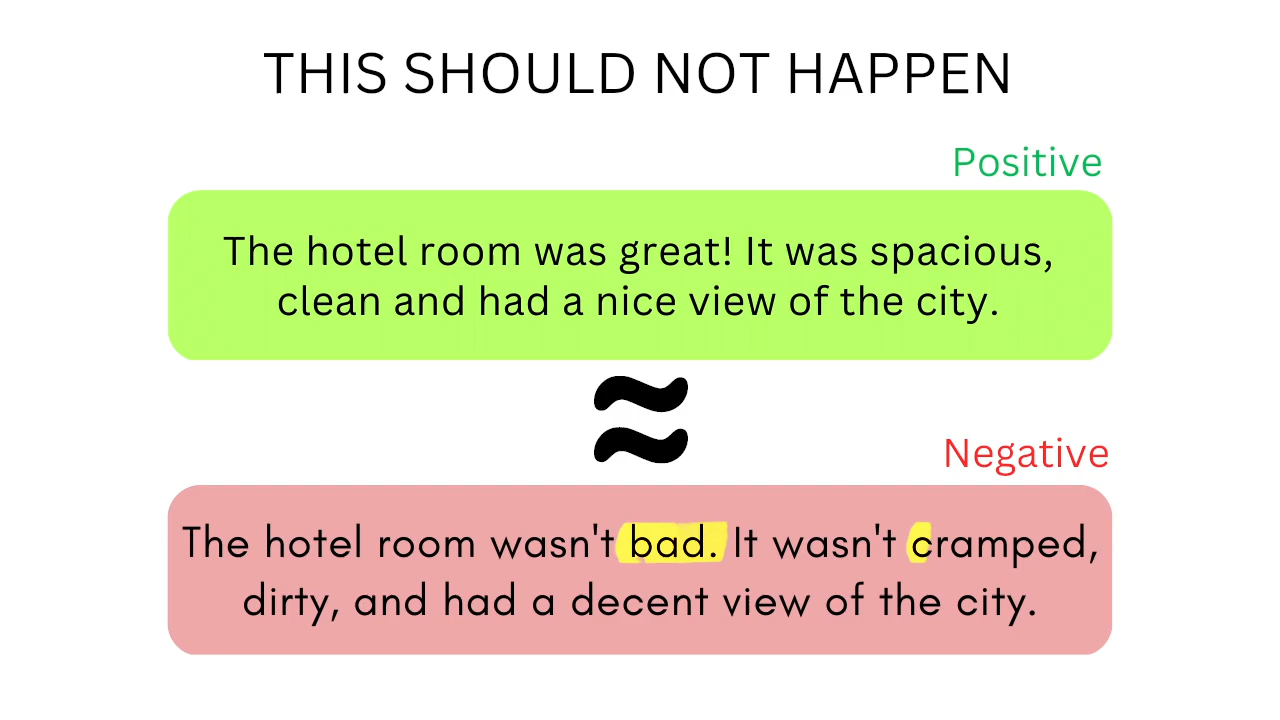 THIS SHOULD NOT HAPPEN
Positive
The hotel room was great! It was spacious,
clean and had a nice view of the city.
≈
Negative
The hotel room wasn't bad. It wasn't cramped,
dirty, and had a decent view of the city.